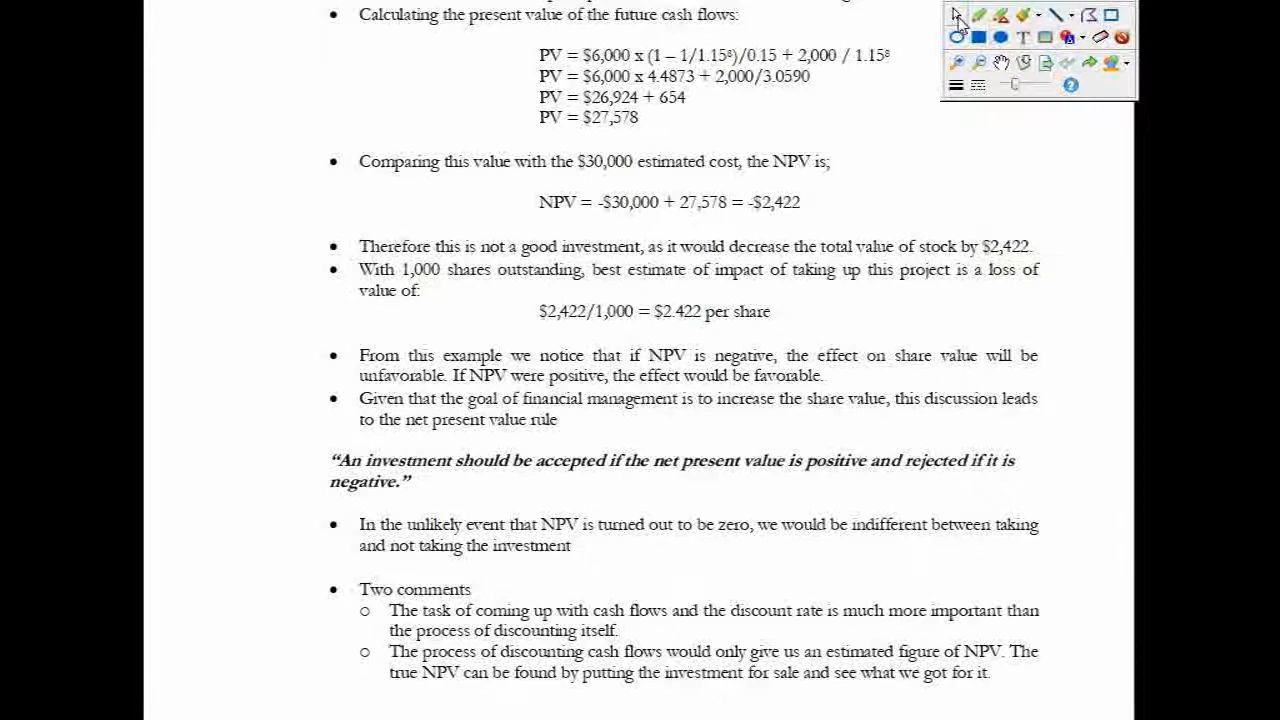 • Calculating the present value of the future cash flows:
PV = $6,000 x (1 – 1/1.15⁸)/0.15 + 2,000 / 1.15⁸
PV = $6,000 x 4.4873 + 2,000/3.0590
PV = $26,924 + 654
PV = $27,578
• Comparing this value with the $30,000 estimated cost, the NPV is;
NPV = -$30,000 + 27,578 = -$2,422
• Therefore this is not a good investment, as it would decrease the total value of stock by $2,422.
• With 1,000 shares outstanding, best estimate of impact of taking up this project is a loss of
value of:
$2,422/1,000 = $2.422 per share
• From this example we notice that if NPV is negative, the effect on share value will be
unfavorable. If NPV were positive, the effect would be favorable.
• Given that the goal of financial management is to increase the share value, this discussion leads
to the net present value rule
“An investment should be accepted if the net present value is positive and rejected if it is
negative.”
• In the unlikely event that NPV is turned out to be zero, we would be indifferent between taking
and not taking the investment
• Two comments
o The task of coming up with cash flows and the discount rate is much more important than
the process of discounting itself.
o The process of discounting cash flows would only give us an estimated figure of NPV. The
true NPV can be found by putting the investment for sale and see what we got for it.